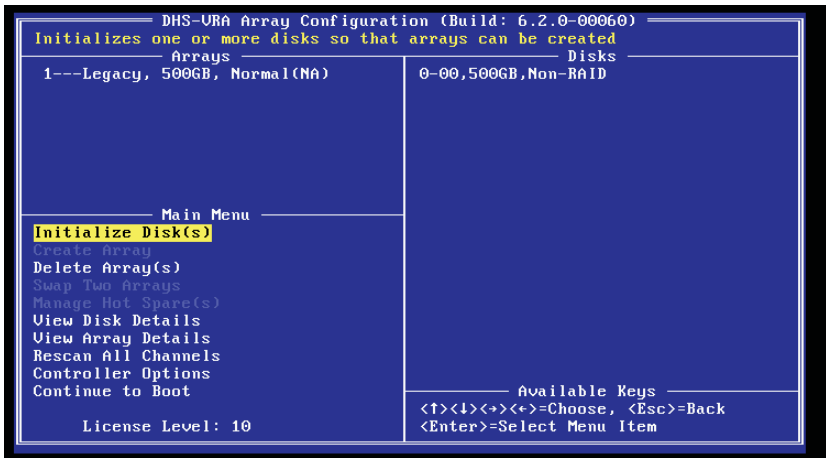 DHS-VRA Array Configuration (Build: 6.2.0-00060)
Initializes one or more disks so that arrays can be created
Arrays
1---Legacy, 500GB, Normal(NA)
Disks
0-00,500GB,Non-RAID
Main Menu
Initialize Disk(s)
Create Array
Delete Array(s)
Swap Two Arrays
Manage Hot Spare(s)
View Disk Details
View Array Details
Rescan All Channels
Controller Options
Continue to Boot
License Level: 10
Available Keys
<↑><↓><→><←>=Choose, <Esc>=Back
<Enter>=Select Menu Item